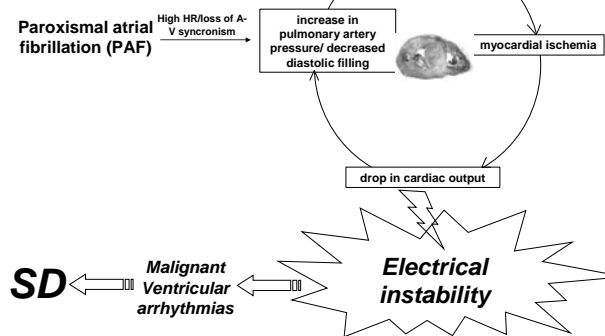 Paroxismal atrial
fibrillation (PAF)
High HR/loss of A-
V syncronism
increase in
pulmonary artery
pressure/ decreased
diastolic filling
myocardial ischemia
drop in cardiac output
Electrical
instability
Malignant
Ventricular
arrhythmias
SD